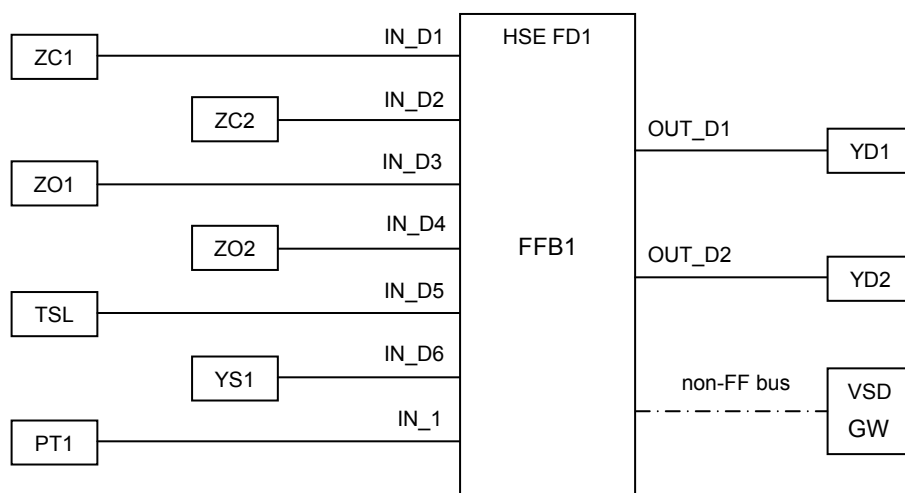 IN_D1
HSE FD1
ZC1
IN_D2
ZC2
OUT_D1
YD1
IN_D3
ZO1
IN_D4
ZO2
FFB1
OUT_D2
YD2
IN_D5
TSL
IN_D6
YS1
non-FF bus
VSD
GW
IN_1
PT1